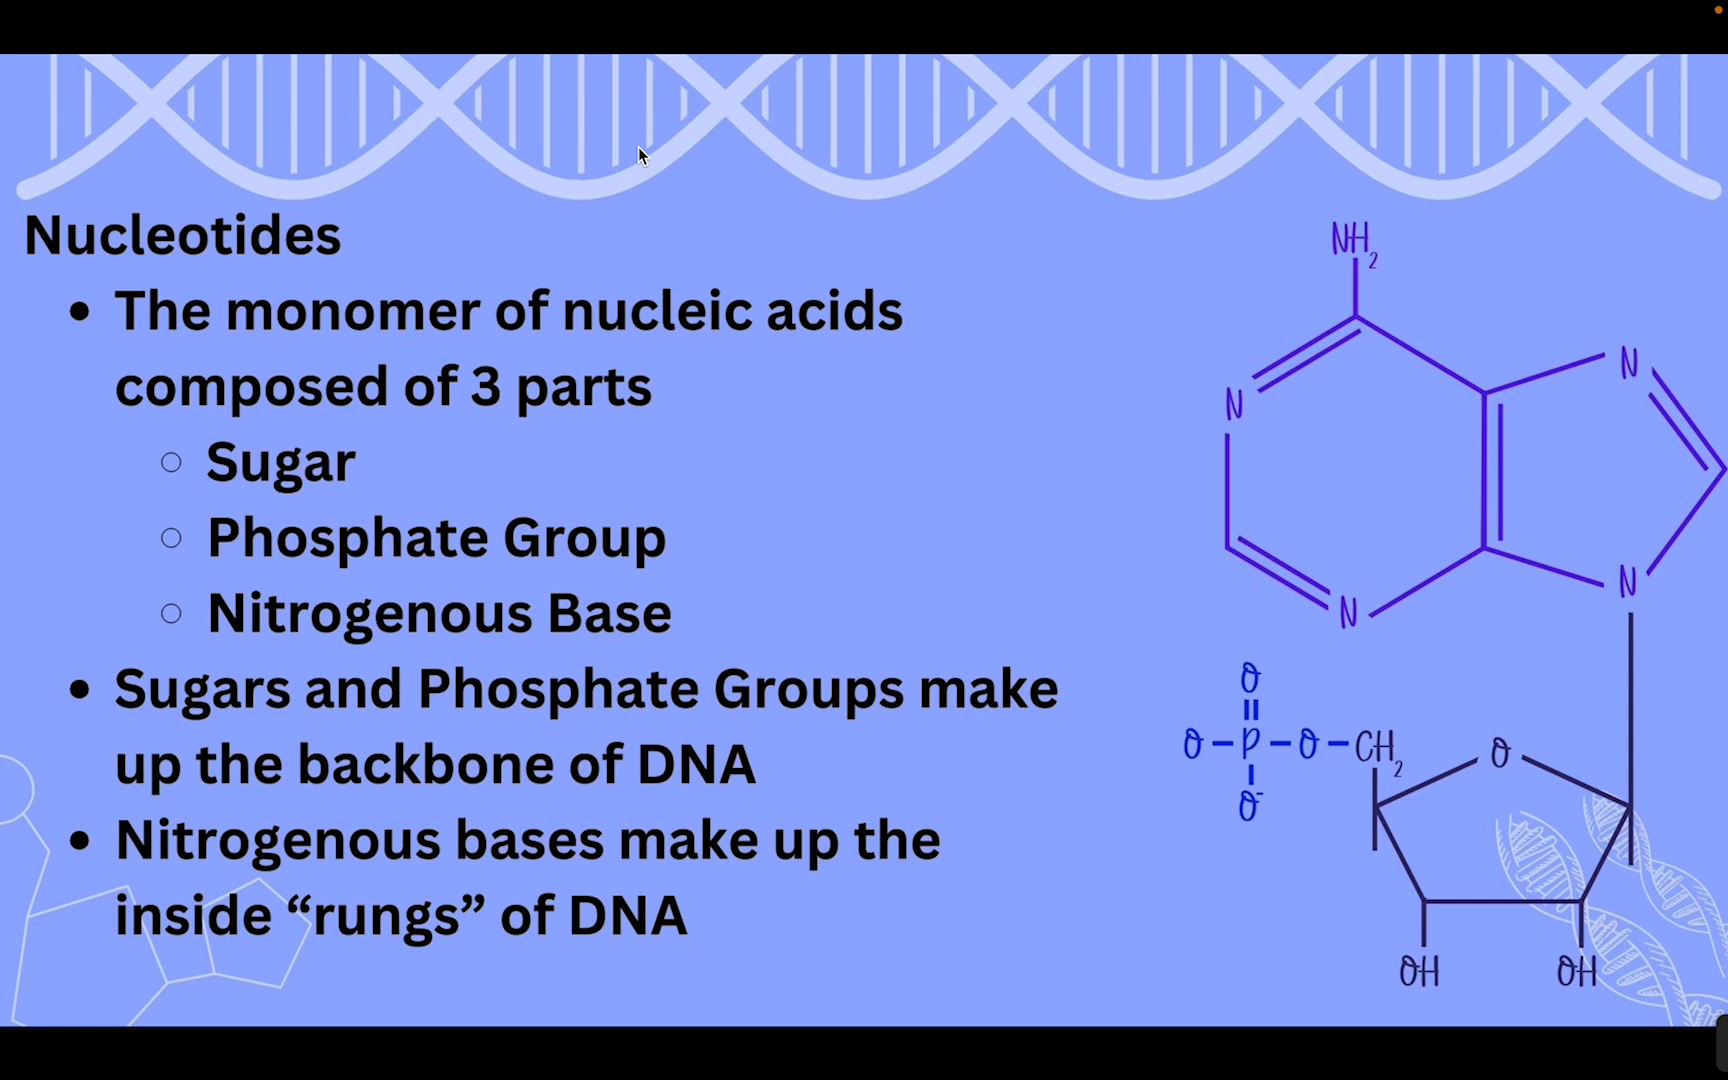 Nucleotides
• The monomer of nucleic acids
composed of 3 parts
○ Sugar
○ Phosphate Group
○ Nitrogenous Base
• Sugars and Phosphate Groups make
up the backbone of DNA
• Nitrogenous bases make up the
inside “rungs” of DNA
NH2
N
N
N
N
O
O P O CH2 O
O-
OH OH